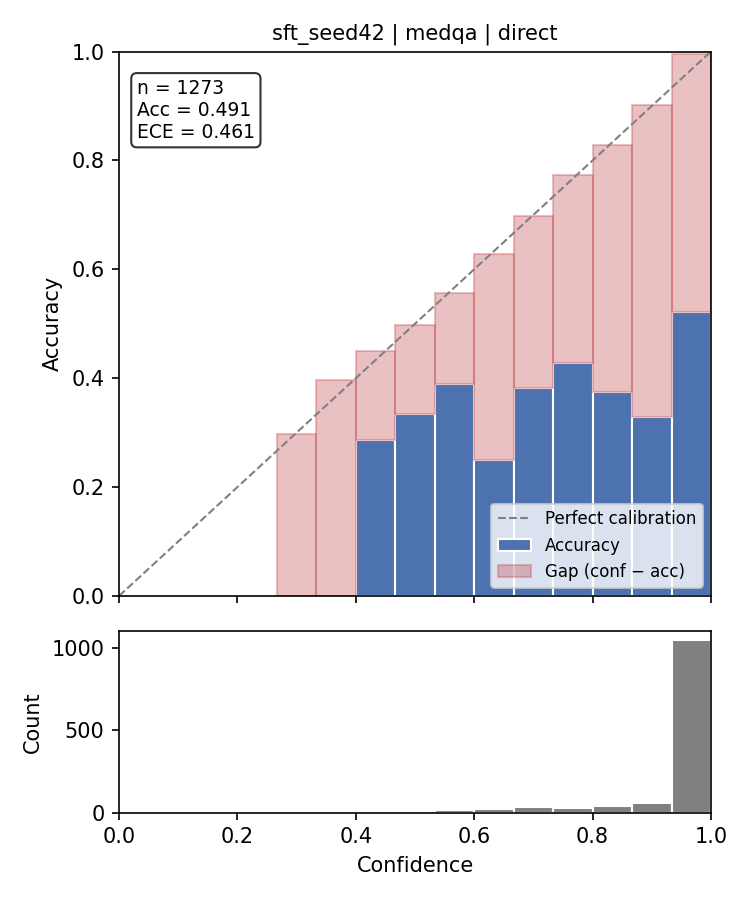 sft_seed42 | medqa | direct
1.0
n = 1273
Acc = 0.491
ECE = 0.461
0.8
0.6
Accuracy
0.4
0.2
0.0
Perfect calibration
Accuracy
Gap (conf − acc)
1000
500
0
Count
0.0 0.2 0.4 0.6 0.8 1.0
Confidence